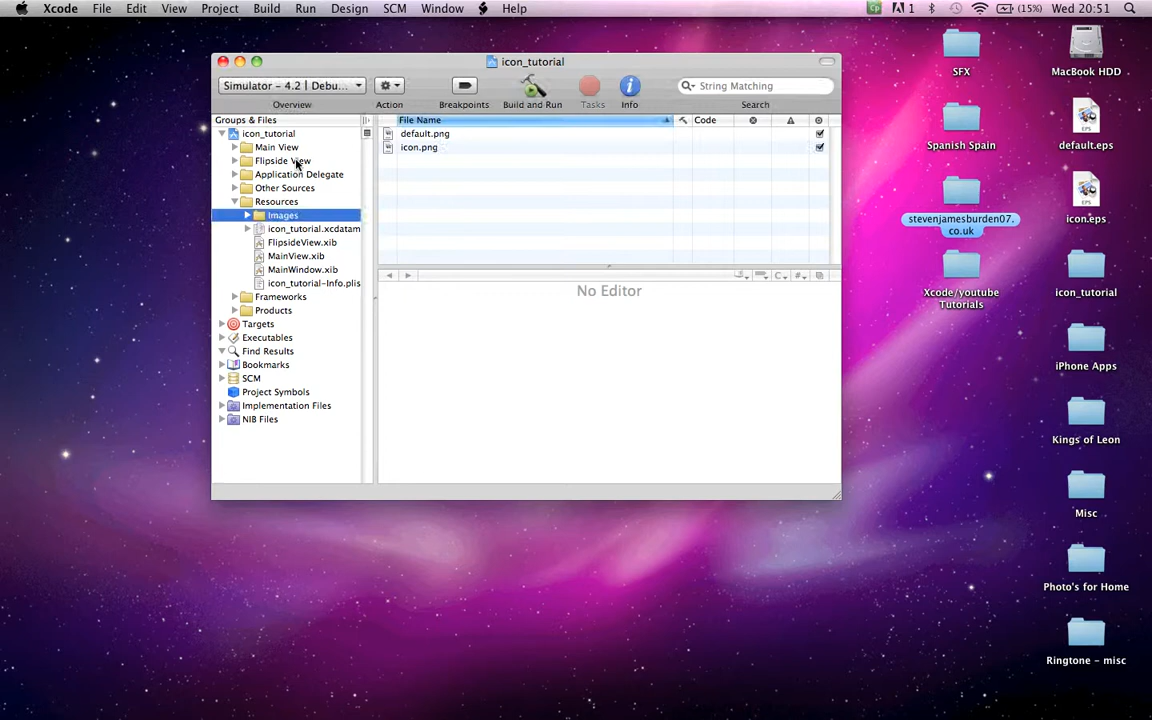 Xcode File Edit View Project Build Run Design SCM Window Help
Cp 1 (15%) Wed 20:51
icon_tutorial
Simulator - 4.2 | Debu...
String Matching
Overview Action Breakpoints Build and Run Tasks Info Search
Groups & Files
File Name Code
icon_tutorial
Main View
Flipside View
Application Delegate
Other Sources
Resources
Images
icon_tutorial.xcdatam
FlipsideView.xib
MainView.xib
MainWindow.xib
icon_tutorial-Info.plis
Frameworks
Products
Targets
Executables
Find Results
Bookmarks
SCM
Project Symbols
Implementation Files
NIB Files
default.png
icon.png
C #
No Editor
SFX
Spanish Spain
stevenjamesburden07.
co.uk
Xcode/youtube
Tutorials
MacBook HDD
EPS
default.eps
EPS
icon.eps
icon_tutorial
iPhone Apps
Kings of Leon
Misc
Photo's for Home
Ringtone - misc